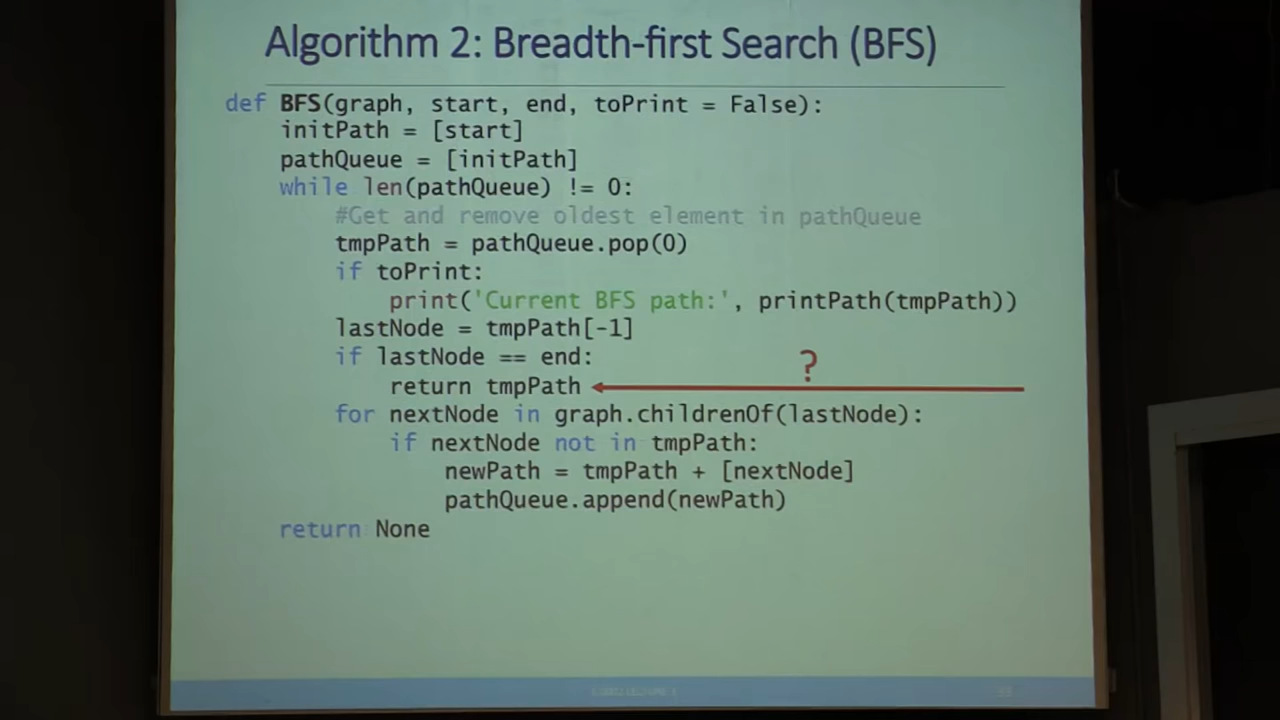 Algorithm 2: Breadth-first Search (BFS)
def BFS(graph, start, end, toPrint = False):
    initPath = [start]
    pathQueue = [initPath]
    while len(pathQueue) != 0:
        #Get and remove oldest element in pathQueue
        tmpPath = pathQueue.pop(0)
        if toPrint:
            print('Current BFS path:', printPath(tmpPath))
        lastNode = tmpPath[-1]
        if lastNode == end:
?
            return tmpPath
        for nextNode in graph.childrenOf(lastNode):
            if nextNode not in tmpPath:
                newPath = tmpPath + [nextNode]
                pathQueue.append(newPath)
    return None